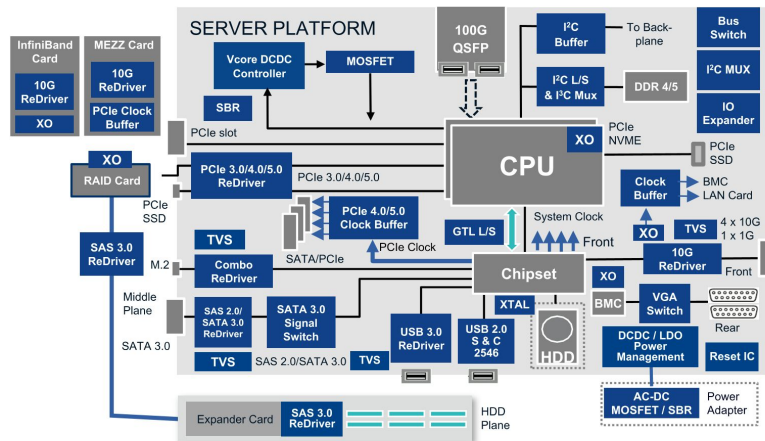 SERVER PLATFORM
InfiniBand
Card
10G
ReDriver
XO
MEZZ Card
10G
ReDriver
PCIe Clock
Buffer
Vcore DCDC
Controller
MOSFET
SBR
100G
QSFP
I²C
Buffer
To Back-
plane
I²C L/S
& I³C Mux
DDR 4/5
Bus
Switch
I²C MUX
IO
Expander
PCIe slot
XO
RAID Card
PCIe 3.0/4.0/5.0
ReDriver
PCIe 3.0/4.0/5.0
PCIe
SSD
CPU
XO
PCIe
NVME
PCIe
SSD
Clock
Buffer
BMC
LAN Card
PCIe 4.0/5.0
Clock Buffer
SATA/PCIe
PCIe Clock
GTL L/S
System Clock
Front
XO
TVS
4 x 10G
1 x 1G
SAS 3.0
ReDriver
TVS
M.2
Combo
ReDriver
Chipset
10G
ReDriver
Front
Middle
Plane
SATA 3.0
SAS 2.0/
SATA 3.0
ReDriver
SATA 3.0
Signal
Switch
XTAL
HDD
XO
BMC
VGA
Switch
Rear
TVS
SAS 2.0/SATA 3.0
TVS
USB 3.0
ReDriver
USB 2.0
S & C
2546
DCDC / LDO
Power
Management
Reset IC
AC-DC
MOSFET / SBR
Power
Adapter
Expander Card
SAS 3.0
ReDriver
HDD
Plane